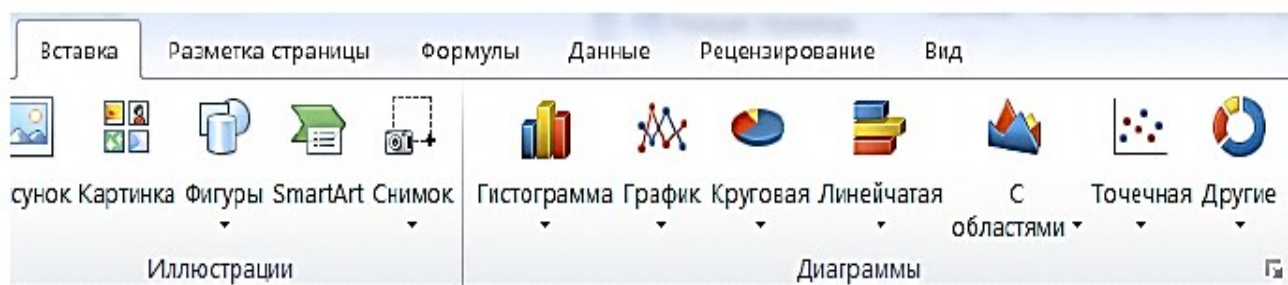 Вставка Разметка страницы Формулы Данные Рецензирование Вид
сунок Картинка Фигуры SmartArt Снимок Гистограмма График Круговая Линейчатая С областями Точечная Другие
Иллюстрации Диаграммы